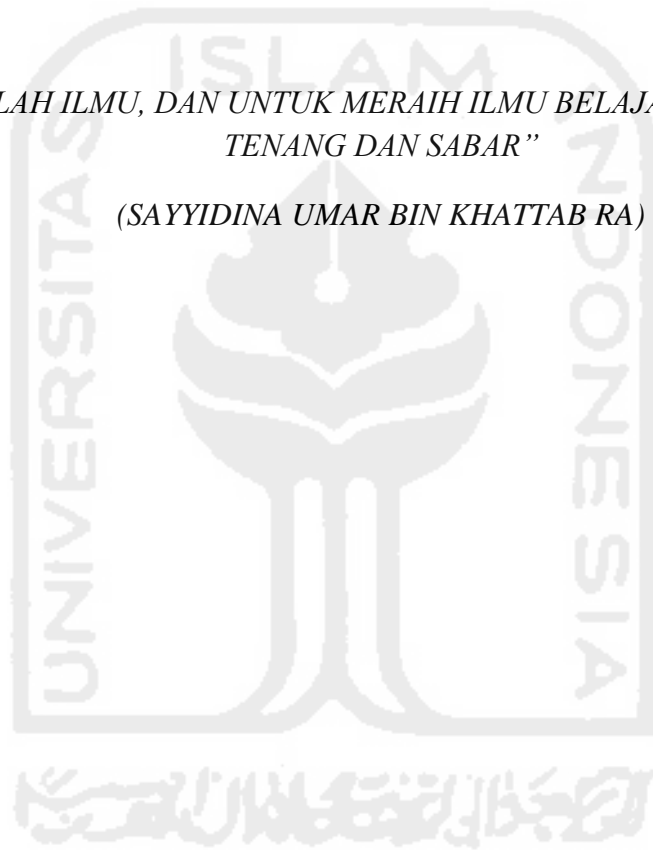 LAH ILMU, DAN UNTUK MERAIH ILMU BELAJA
TENANG DAN SABAR”
(SAYYIDINA UMAR BIN KHATTAB RA)
UNIVERSITAS
ISLAM
INDONESIA